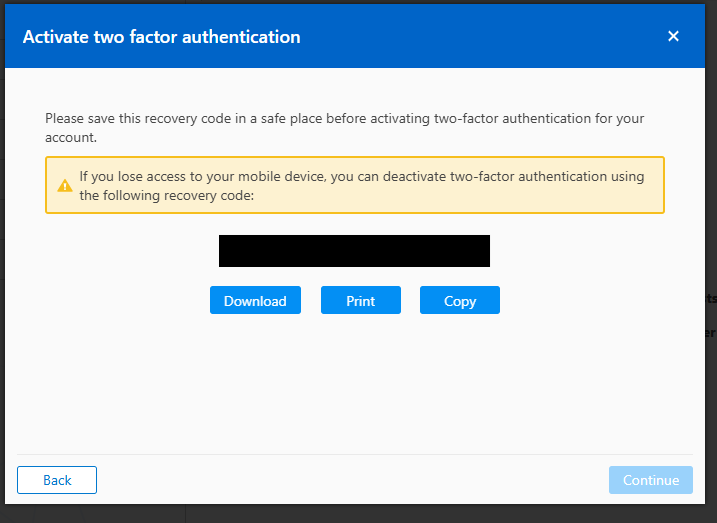 Activate two factor authentication
Please save this recovery code in a safe place before activating two-factor authentication for your
account.
If you lose access to your mobile device, you can deactivate two-factor authentication using
the following recovery code:
Download
Print
Copy
Back
Continue